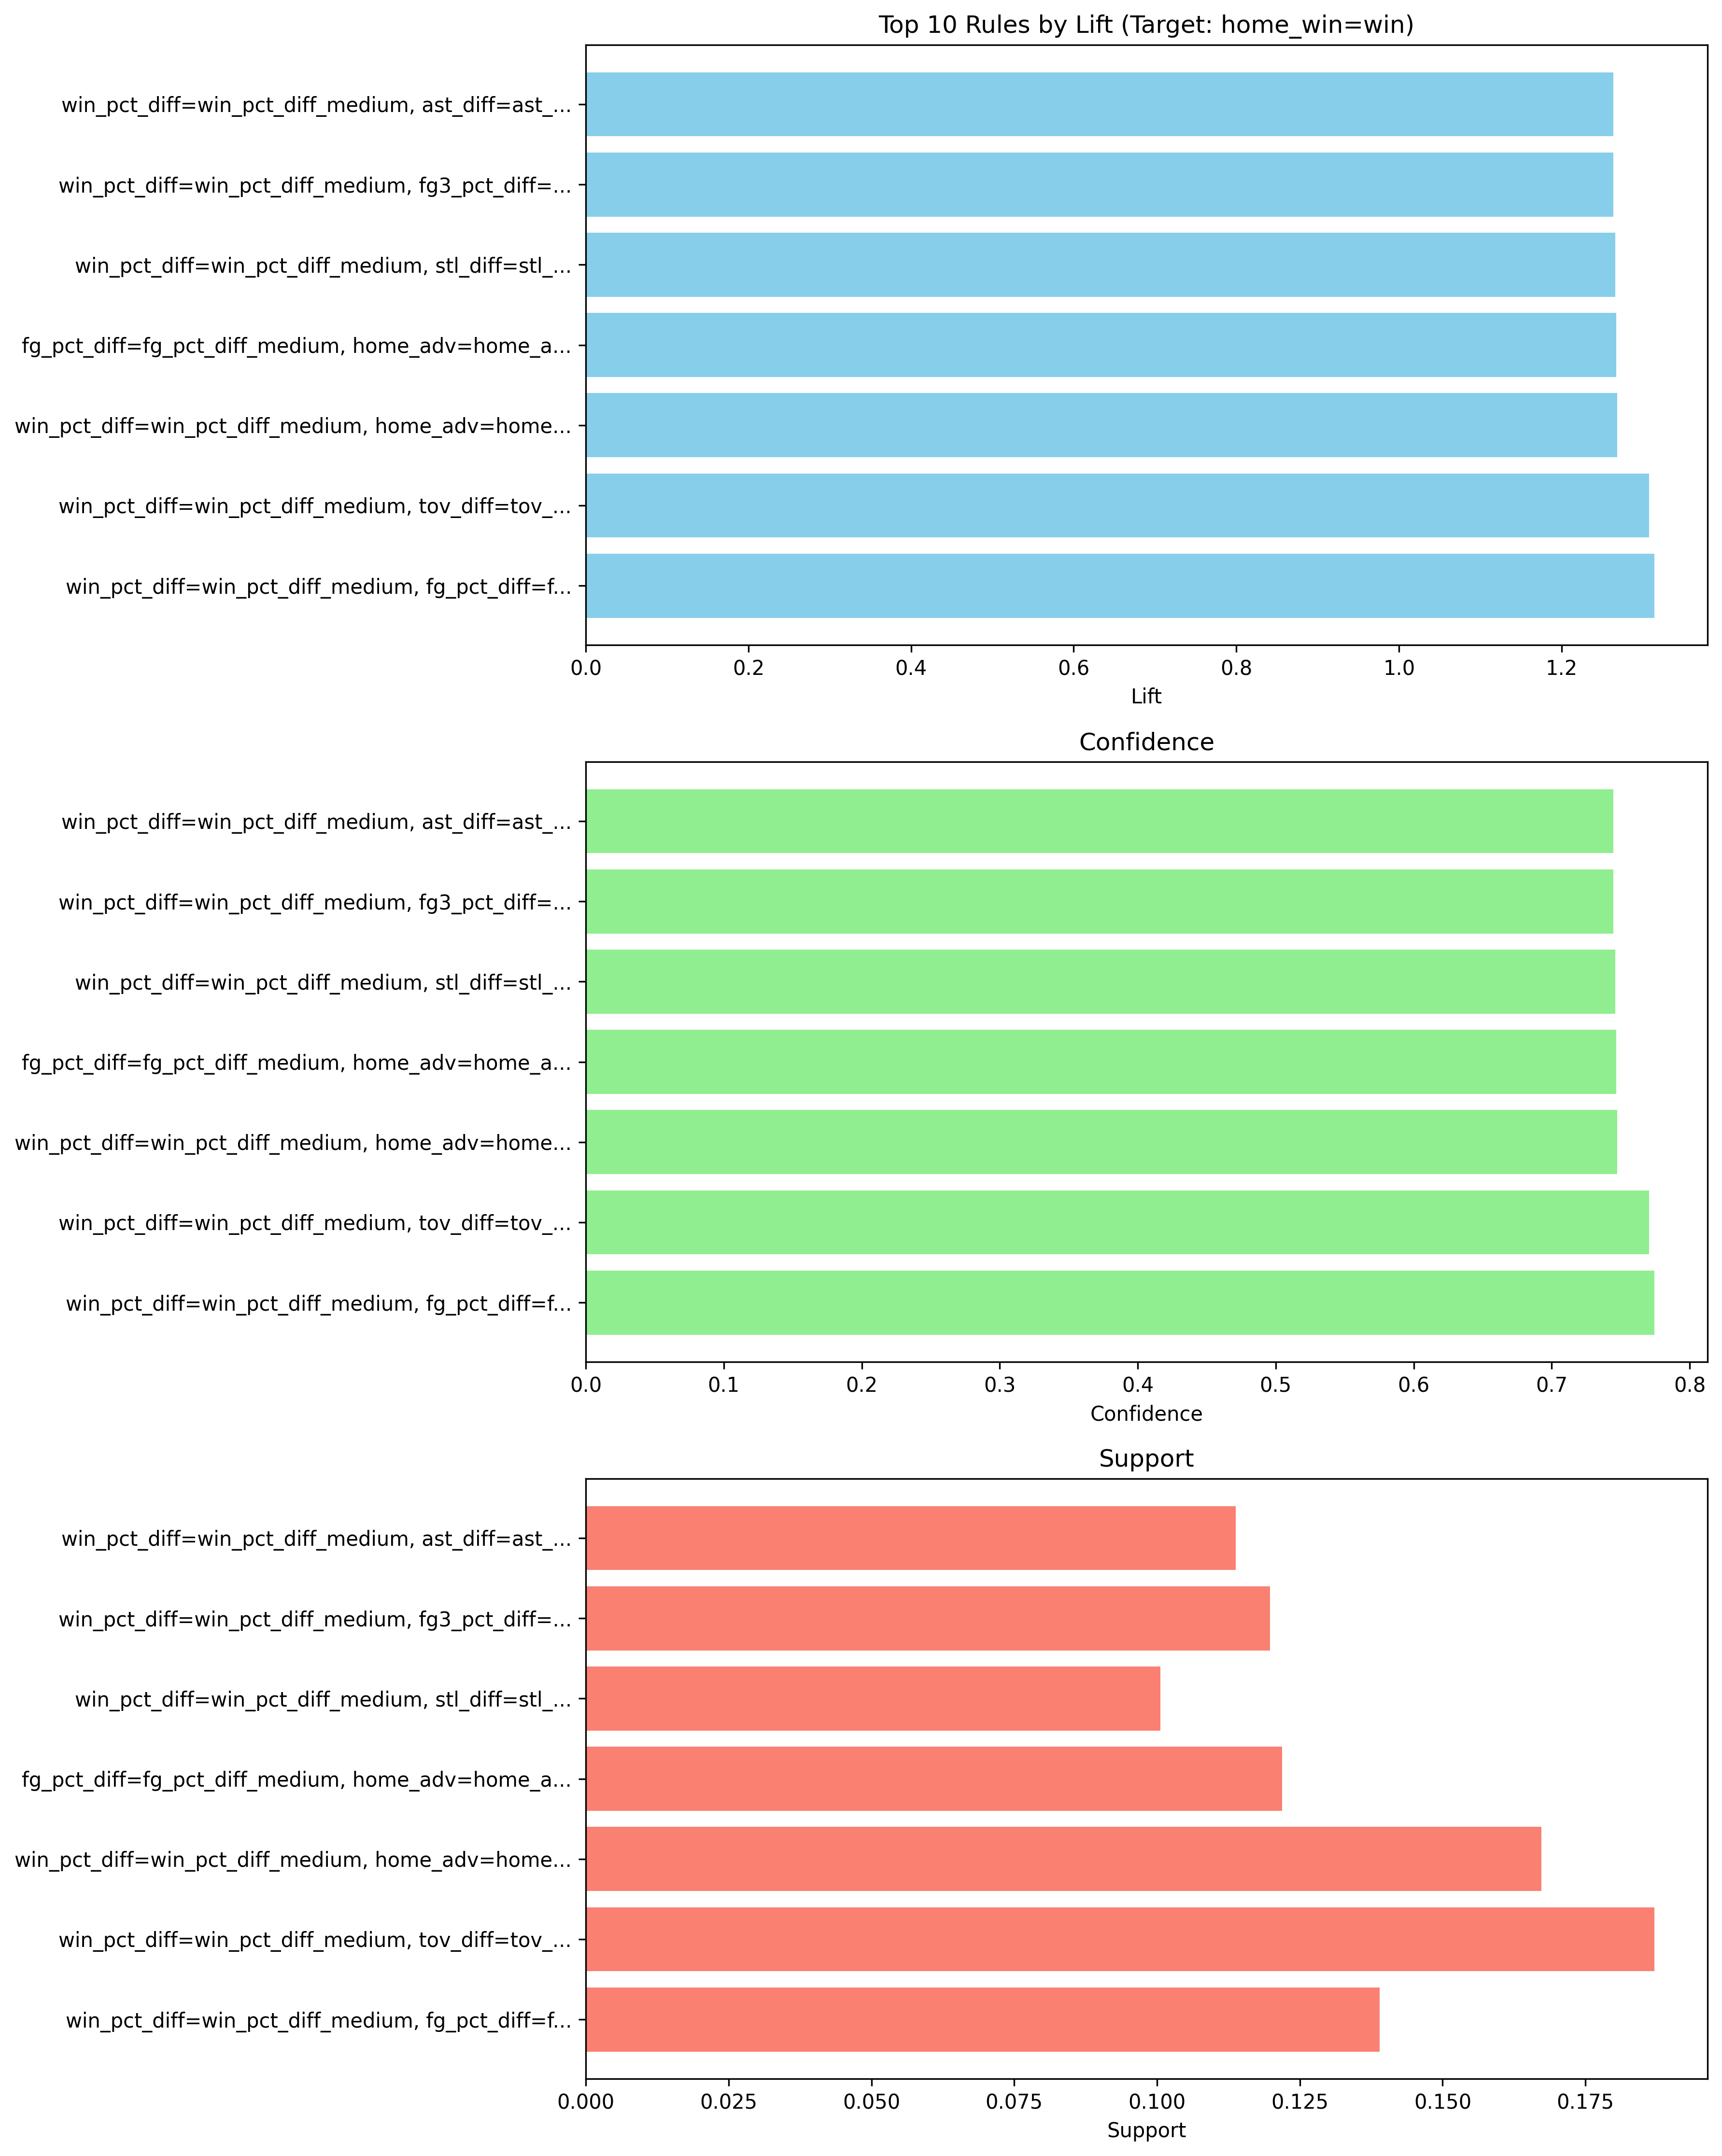 Top 10 Rules by Lift (Target: home_win=win)
win_pct_diff=win_pct_diff_medium, ast_diff=ast_...
win_pct_diff=win_pct_diff_medium, fg3_pct_diff=...
win_pct_diff=win_pct_diff_medium, stl_diff=stl_...
fg_pct_diff=fg_pct_diff_medium, home_adv=home_a...
win_pct_diff=win_pct_diff_medium, home_adv=home...
win_pct_diff=win_pct_diff_medium, tov_diff=tov_...
win_pct_diff=win_pct_diff_medium, fg_pct_diff=f...
0.0 0.2 0.4 0.6 0.8 1.0 1.2
Lift
Confidence
win_pct_diff=win_pct_diff_medium, ast_diff=ast_...
win_pct_diff=win_pct_diff_medium, fg3_pct_diff=...
win_pct_diff=win_pct_diff_medium, stl_diff=stl_...
fg_pct_diff=fg_pct_diff_medium, home_adv=home_a...
win_pct_diff=win_pct_diff_medium, home_adv=home...
win_pct_diff=win_pct_diff_medium, tov_diff=tov_...
win_pct_diff=win_pct_diff_medium, fg_pct_diff=f...
0.0 0.1 0.2 0.3 0.4 0.5 0.6 0.7 0.8
Confidence
Support
win_pct_diff=win_pct_diff_medium, ast_diff=ast_...
win_pct_diff=win_pct_diff_medium, fg3_pct_diff=...
win_pct_diff=win_pct_diff_medium, stl_diff=stl_...
fg_pct_diff=fg_pct_diff_medium, home_adv=home_a...
win_pct_diff=win_pct_diff_medium, home_adv=home...
win_pct_diff=win_pct_diff_medium, tov_diff=tov_...
win_pct_diff=win_pct_diff_medium, fg_pct_diff=f...
0.000 0.025 0.050 0.075 0.100 0.125 0.150 0.175
Support